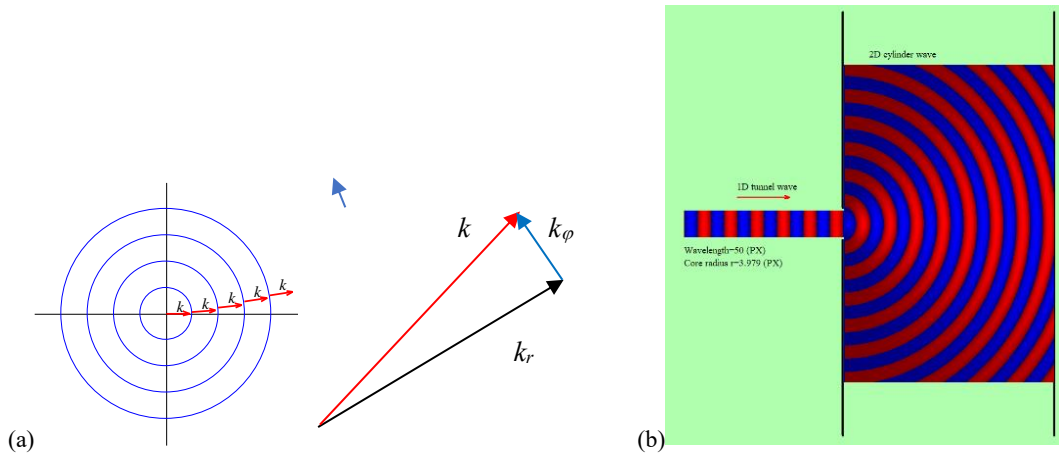 2D cylinder wave
1D tunnel wave
k
kφ
k
k
k
k
k
kr
Wavelength=50 (PX)
Core radius r=3.979 (PX)
(a)
(b)